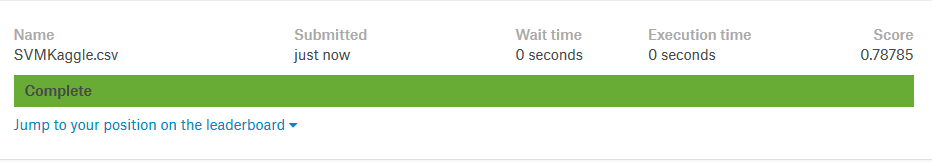 Name Submitted Wait time Execution time Score
SVMKaggle.csv just now 0 seconds 0 seconds 0.78785
Complete
Jump to your position on the leaderboard